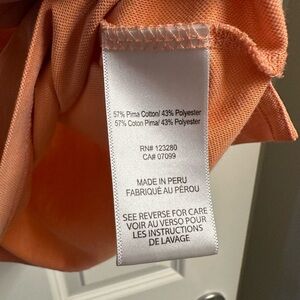 57% Pima Cotton/ 43% Polyester
57% Coton Pima/ 43% Polyester
RN# 123280
CA# 07099
MADE IN PERU
FABRIQUÉ AU PÉROU
SEE REVERSE FOR CARE
VOIR AU VERSO POUR
LES INSTRUCTIONS
DE LAVAGE